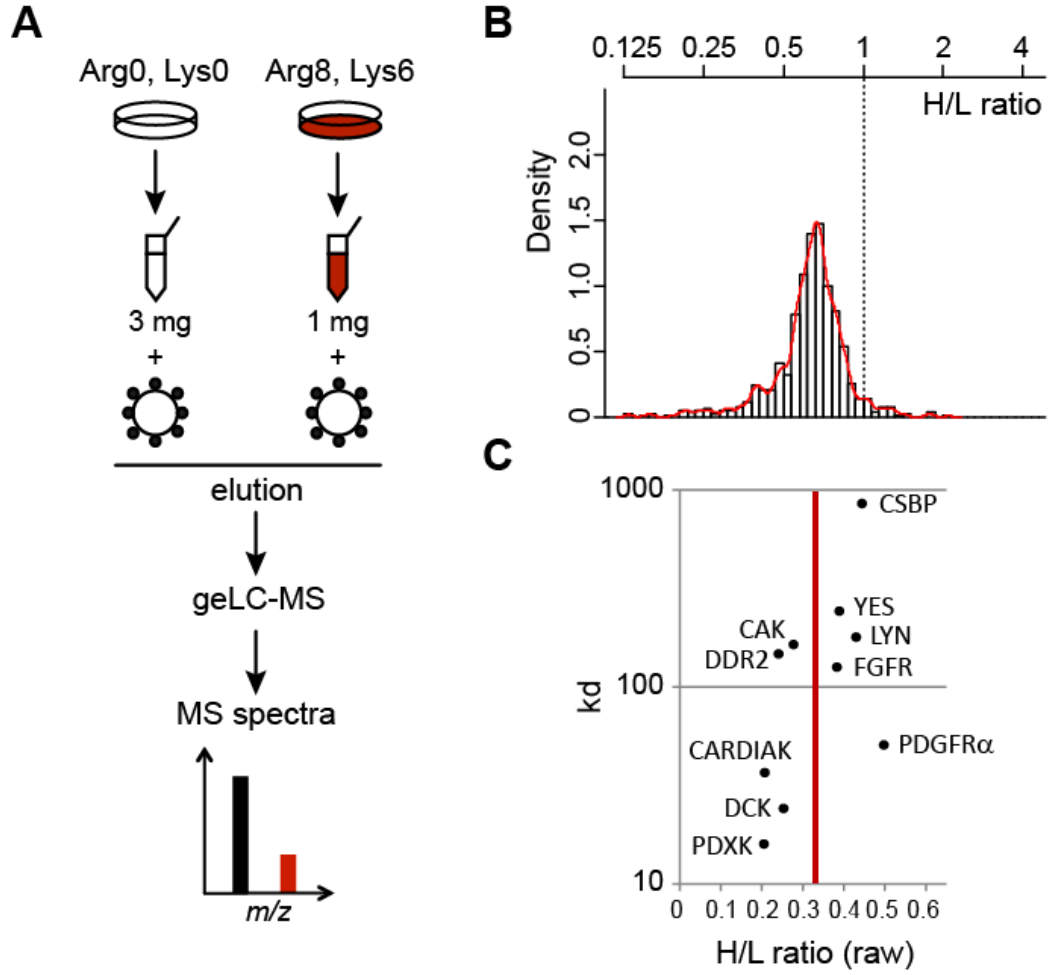 A
Arg0, Lys0 Arg8, Lys6
3 mg 1 mg
+ +
elution
geLC-MS
MS spectra
m/z
B
0.125 0.25 0.5 1 2 4
H/L ratio
Density
2.0
1.5
1.0
0.5
0
C
1000
100
10
kd
CSBP
YES
CAK
LYN
DDR2
FGFR
PDGFRα
CARDIAK
DCK
PDXK
0 0.1 0.2 0.3 0.4 0.5 0.6
H/L ratio (raw)